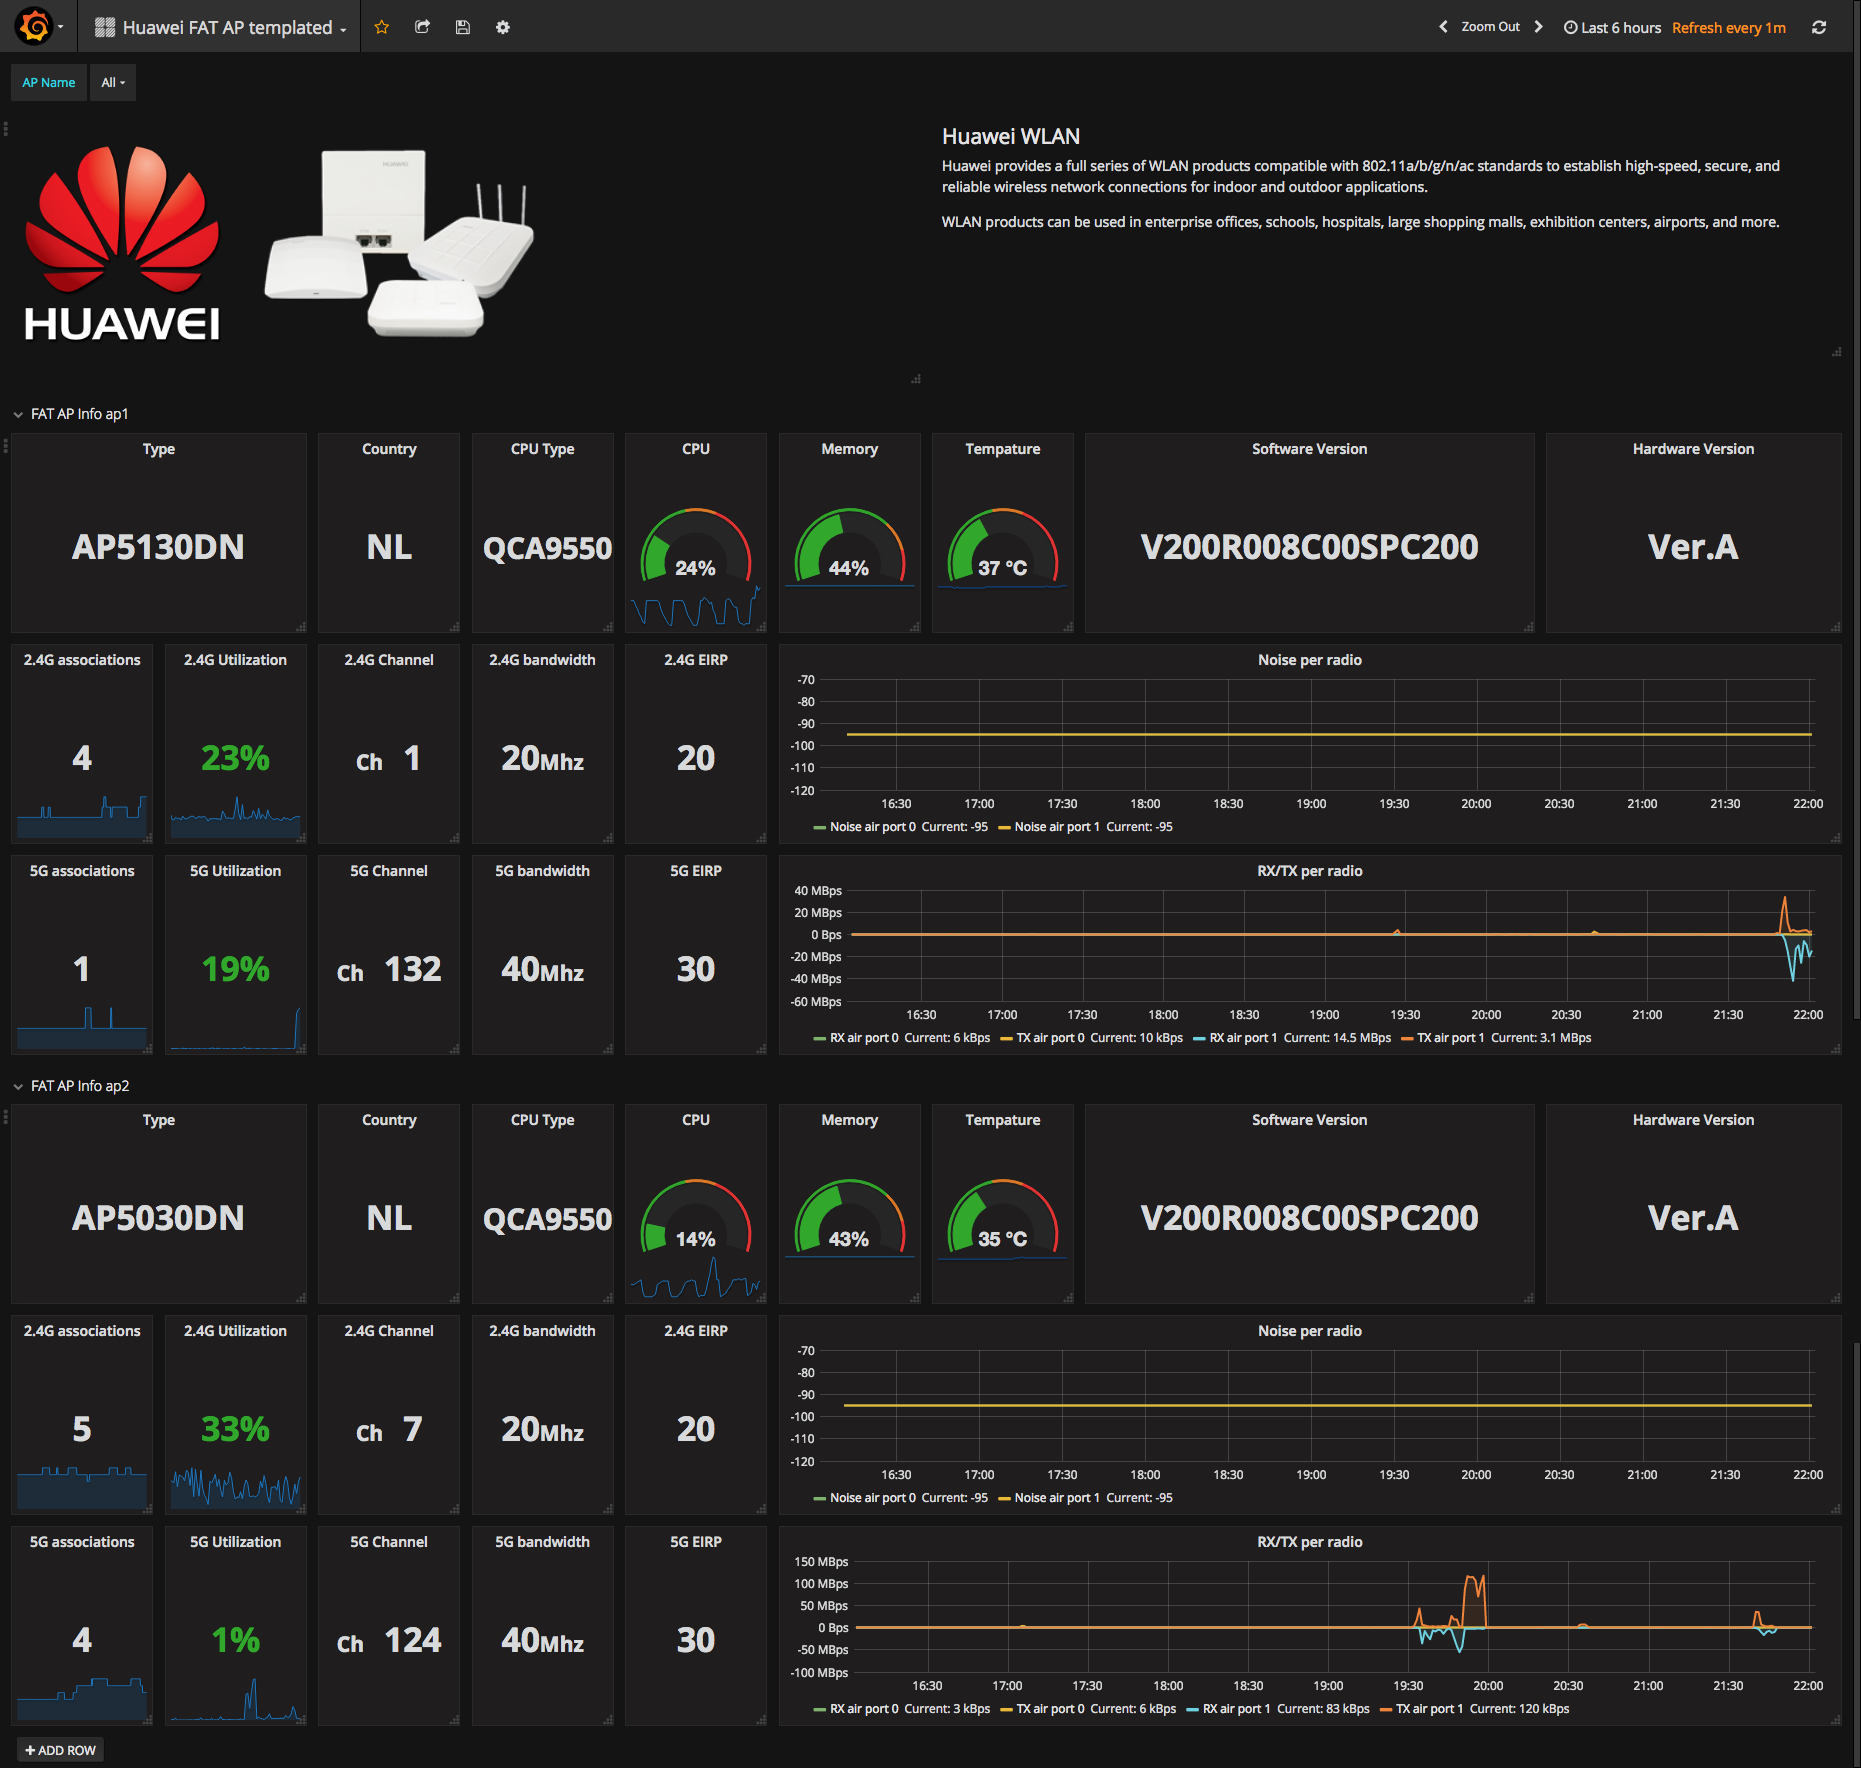 Huawei FAT AP templated
Zoom Out
Last 6 hours
Refresh every 1m
AP Name
All
HUAWEI
HUAWEI
Huawei WLAN
Huawei provides a full series of WLAN products compatible with 802.11a/b/g/n/ac standards to establish high-speed, secure, and
reliable wireless network connections for indoor and outdoor applications.
WLAN products can be used in enterprise offices, schools, hospitals, large shopping malls, exhibition centers, airports, and more.
FAT AP Info ap1
Type
AP5130DN
Country
NL
CPU Type
QCA9550
CPU
24%
Memory
44%
Tempature
37 °C
Software Version
V200R008C00SPC200
Hardware Version
Ver.A
2.4G associations
4
2.4G Utilization
23%
2.4G Channel
Ch 1
2.4G bandwidth
20Mhz
2.4G EIRP
20
Noise per radio
-70
-80
-90
-100
-110
-120
16:30 17:00 17:30 18:00 18:30 19:00 19:30 20:00 20:30 21:00 21:30 22:00
Noise air port 0 Current: -95 Noise air port 1 Current: -95
5G associations
1
5G Utilization
19%
5G Channel
Ch 132
5G bandwidth
40Mhz
5G EIRP
30
RX/TX per radio
40 MBps
20 MBps
0 Bps
-20 MBps
-40 MBps
-60 MBps
16:30 17:00 17:30 18:00 18:30 19:00 19:30 20:00 20:30 21:00 21:30 22:00
RX air port 0 Current: 6 kBps TX air port 0 Current: 10 kBps RX air port 1 Current: 14.5 MBps TX air port 1 Current: 3.1 MBps
FAT AP Info ap2
Type
AP5030DN
Country
NL
CPU Type
QCA9550
CPU
14%
Memory
43%
Tempature
35 °C
Software Version
V200R008C00SPC200
Hardware Version
Ver.A
2.4G associations
5
2.4G Utilization
33%
2.4G Channel
Ch 7
2.4G bandwidth
20Mhz
2.4G EIRP
20
Noise per radio
-70
-80
-90
-100
-110
-120
16:30 17:00 17:30 18:00 18:30 19:00 19:30 20:00 20:30 21:00 21:30 22:00
Noise air port 0 Current: -95 Noise air port 1 Current: -95
5G associations
4
5G Utilization
1%
5G Channel
Ch 124
5G bandwidth
40Mhz
5G EIRP
30
RX/TX per radio
150 MBps
100 MBps
50 MBps
0 Bps
-50 MBps
-100 MBps
16:30 17:00 17:30 18:00 18:30 19:00 19:30 20:00 20:30 21:00 21:30 22:00
RX air port 0 Current: 3 kBps TX air port 0 Current: 6 kBps RX air port 1 Current: 83 kBps TX air port 1 Current: 120 kBps
+ ADD ROW